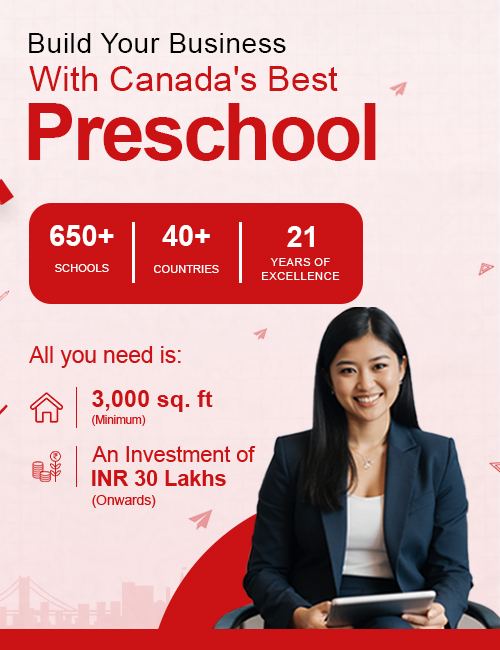 Build Your Business
With Canada's Best
Preschool
650+
SCHOOLS
40+
COUNTRIES
21
YEARS OF
EXCELLENCE
All you need is:
3,000 sq. ft
(Minimum)
An Investment of
INR 30 Lakhs
(Onwards)